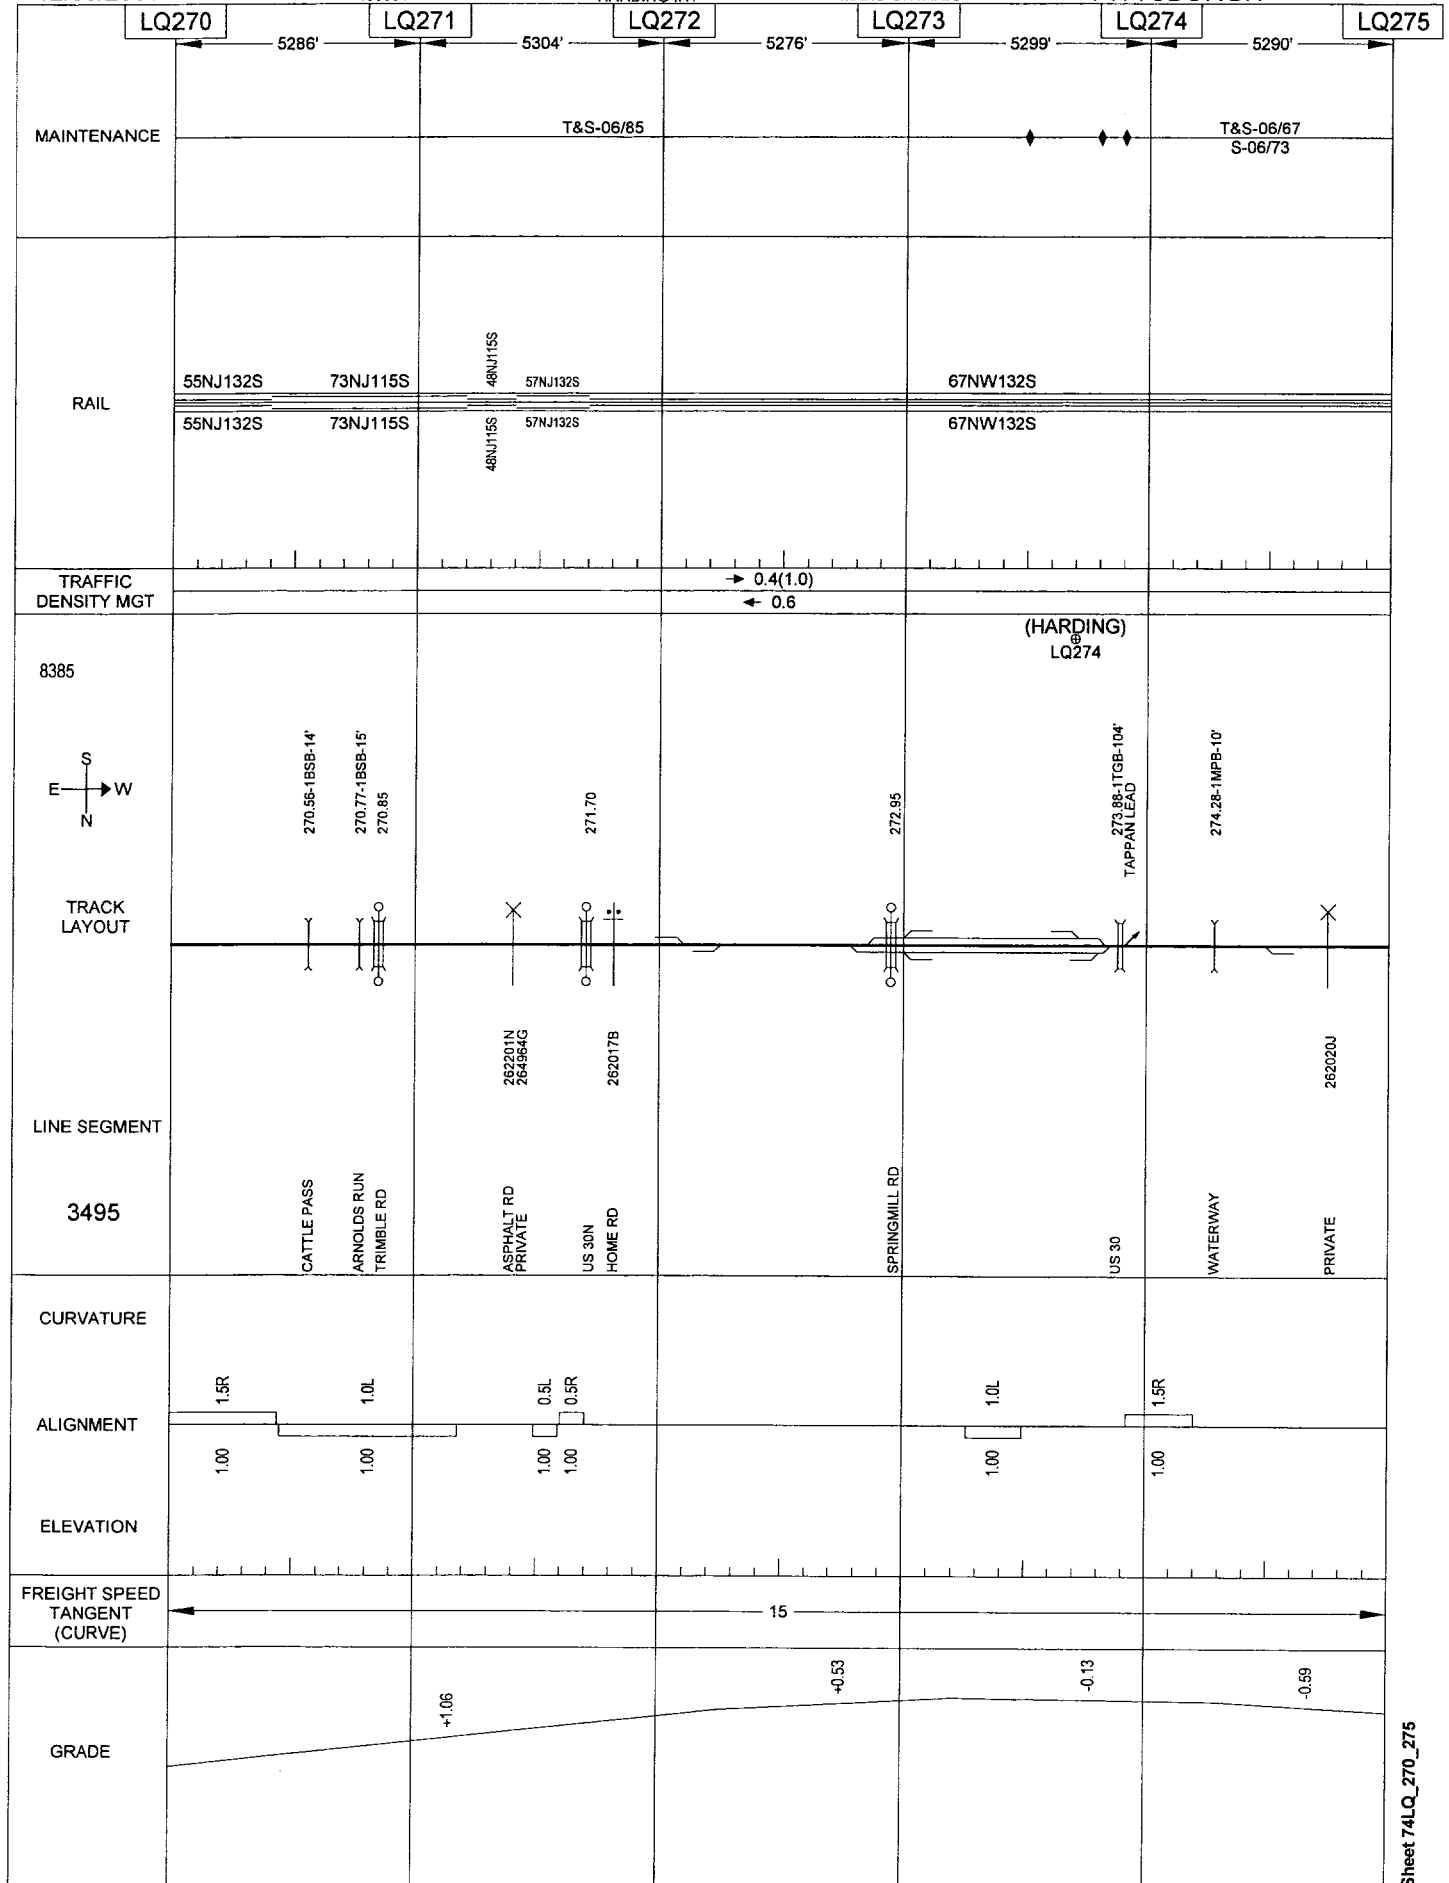 LQ270 LQ271 LQ272 LQ273 LQ274 LQ275
5286' 5304' 5276' 5299' 5290'
MAINTENANCE
T&S-06/85
T&S-06/67
S-06/73
RAIL
55NJ132S 73NJ115S 48NJ115S 57NJ132S 67NW132S
55NJ132S 73NJ115S 48NJ115S 57NJ132S 67NW132S
TRAFFIC
DENSITY MGT
0.4(1.0)
0.6
8385
(HARDING)
LQ274
S
E W
N
270.56-1BSB-14'
270.77-1BSB-15'
270.85
271.70
272.95
273.88-1TGB-104'
TAPPAN LEAD
274.28-1MPB-10'
TRACK
LAYOUT
262201N
264964G
262017B
262020J
LINE SEGMENT
3495
CATTLE PASS
ARNOLDS RUN
TRIMBLE RD
ASPHALT RD
PRIVATE
US 30N
HOME RD
SPRINGMILL RD
US 30
WATERWAY
PRIVATE
CURVATURE
1.5R 1.0L 0.5L 0.5R 1.0L 1.5R
ALIGNMENT
1.00 1.00 1.00 1.00 1.00 1.00
ELEVATION
FREIGHT SPEED
TANGENT
(CURVE)
15
GRADE
+1.06 +0.53 -0.13 -0.59
Sheet 74LQ_270_275